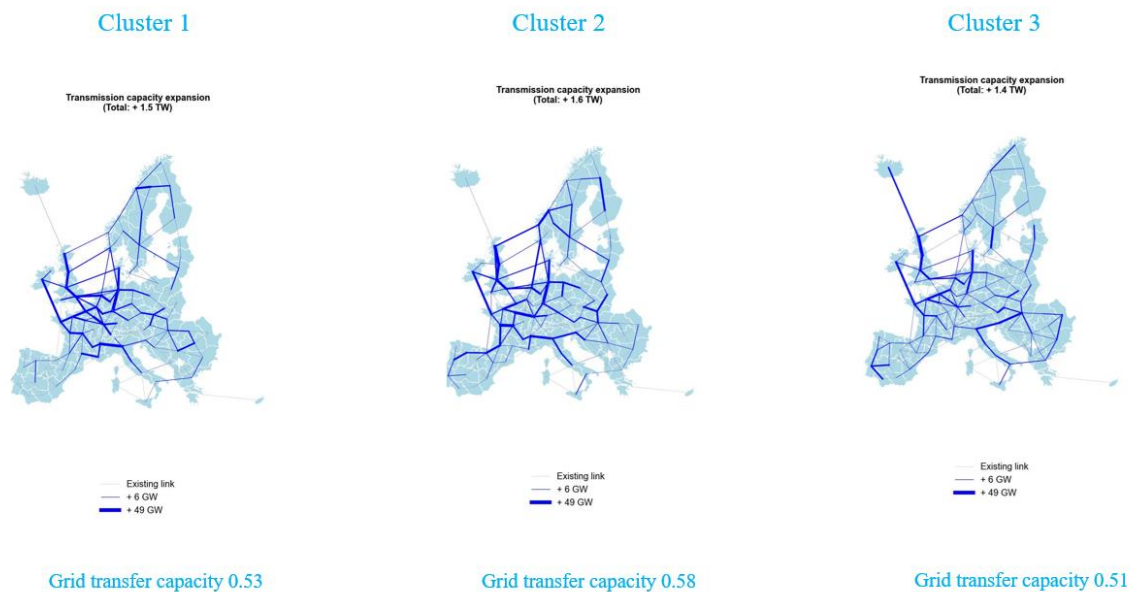 Cluster 1
Transmission capacity expansion
(Total: + 1.5 TW)
Existing link
+ 6 GW
+ 49 GW
Grid transfer capacity 0.53
Cluster 2
Transmission capacity expansion
(Total: + 1.6 TW)
Existing link
+ 6 GW
+ 49 GW
Grid transfer capacity 0.58
Cluster 3
Transmission capacity expansion
(Total: + 1.4 TW)
Existing link
+ 6 GW
+ 49 GW
Grid transfer capacity 0.51